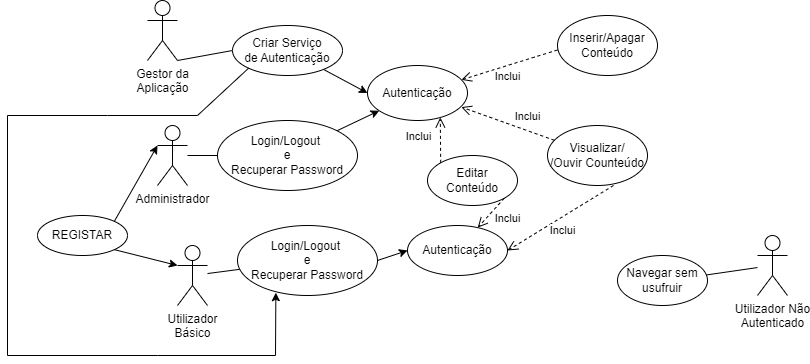 Gestor da
Aplicação
Criar Serviço
de Autenticação
Autenticação
Inclui
Inserir/Apagar
Conteúdo
Administrador
Login/Logout
e
Recuperar Password
Inclui
Inclui
Visualizar/
/Ouvir Counteúdo
Editar
Conteúdo
REGISTAR
Utilizador
Básico
Login/Logout
e
Recuperar Password
Autenticação
Inclui
Inclui
Navegar sem
usufruir
Utilizador Não
Autenticado